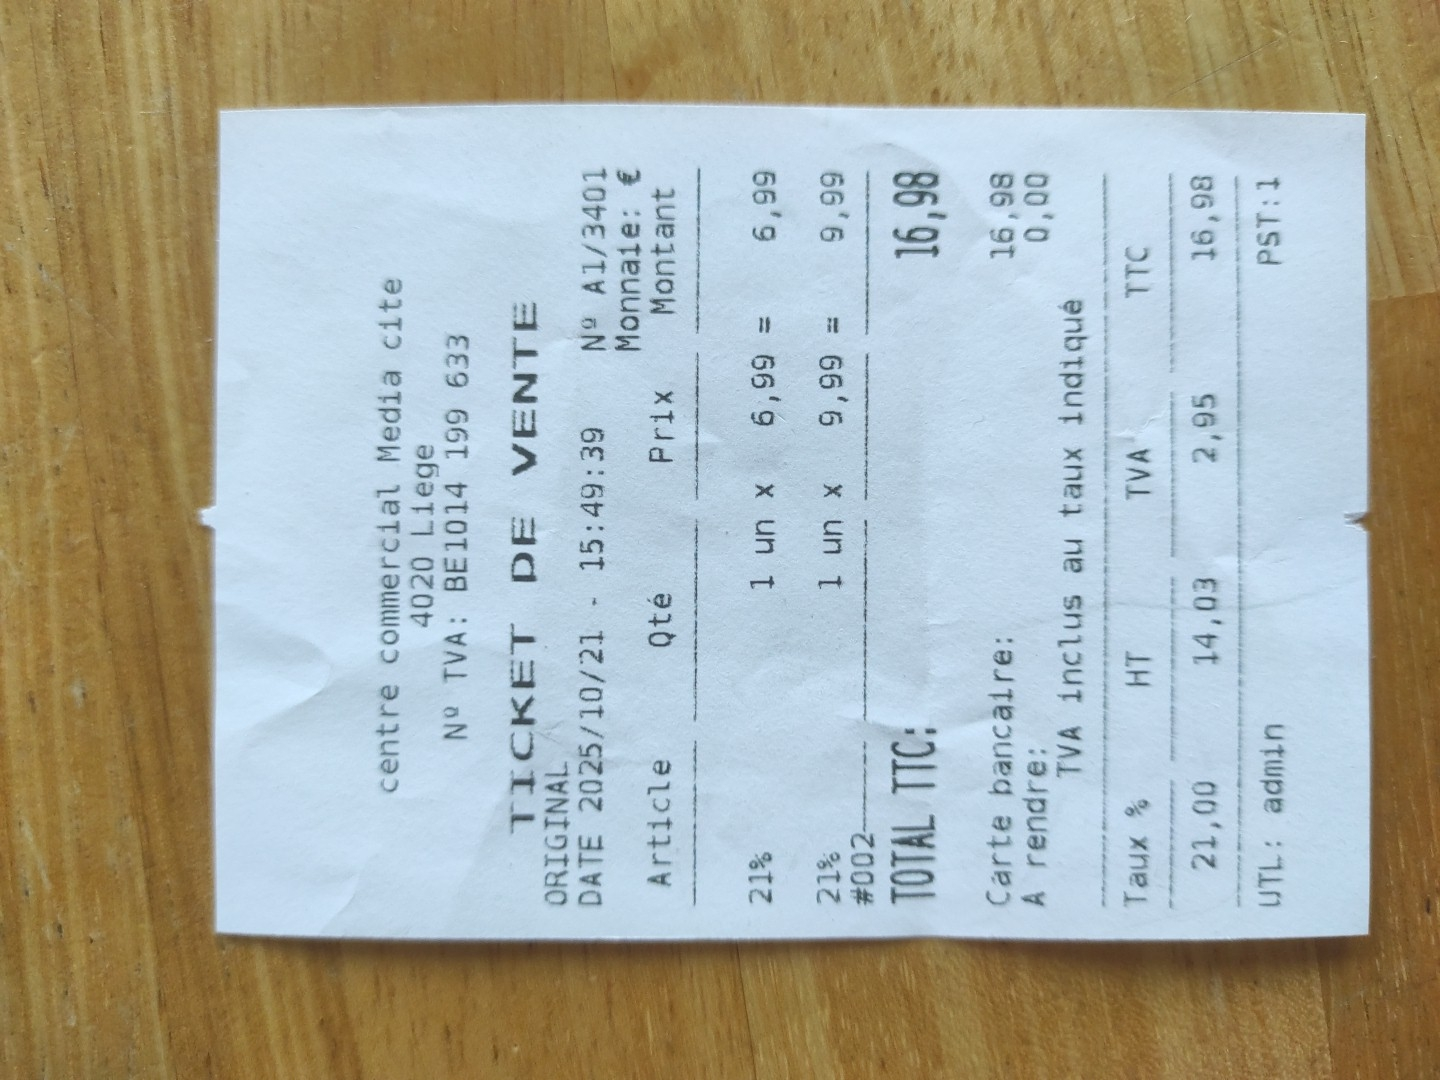 centre commercial Media cite
4020 Liege
Nº TVA: BE1014 199 633
TICKET DE VENTE
ORIGINAL
DATE 2025/10/21 - 15:49:39 Nº A1/3401
Monnaie: €
Article Qté Prix Montant
21% 1 un x 6,99 = 6,99
21% 1 un x 9,99 = 9,99
#002
TOTAL TTC: 16,98
Carte bancaire: 16,98
A rendre: 0,00
TVA inclus au taux indiqué
Taux % HT TVA TTC
21,00 14,03 2,95 16,98
UTL: admin PST:1